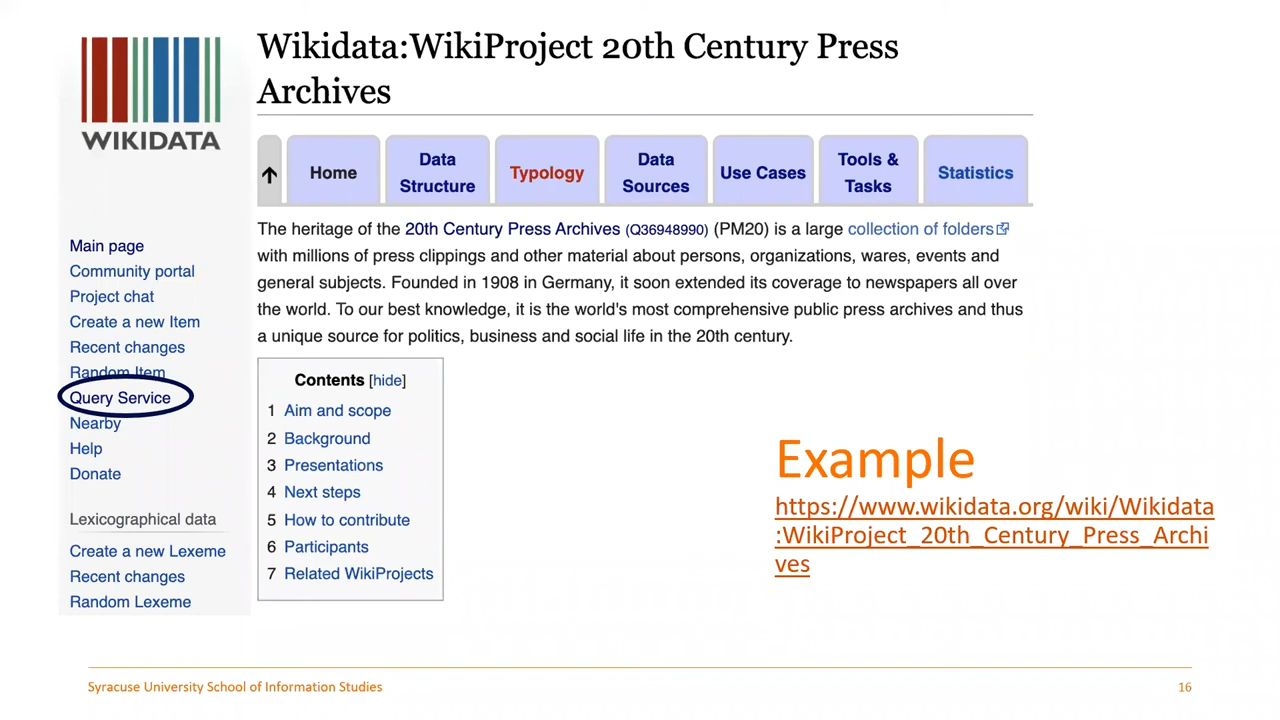 WIKIDATA
Main page
Community portal
Project chat
Create a new Item
Recent changes
Random Item
Query Service
Nearby
Help
Donate
Lexicographical data
Create a new Lexeme
Recent changes
Random Lexeme
Wikidata:WikiProject 20th Century Press
Archives
Home
Data
Structure
Typology
Data
Sources
Use Cases
Tools &
Tasks
Statistics
The heritage of the 20th Century Press Archives (Q36948990) (PM20) is a large collection of folders
with millions of press clippings and other material about persons, organizations, wares, events and
general subjects. Founded in 1908 in Germany, it soon extended its coverage to newspapers all over
the world. To our best knowledge, it is the world's most comprehensive public press archives and thus
a unique source for politics, business and social life in the 20th century.
Contents [hide]
1 Aim and scope
2 Background
3 Presentations
4 Next steps
5 How to contribute
6 Participants
7 Related WikiProjects
Example
https://www.wikidata.org/wiki/Wikidata
:WikiProject_20th_Century_Press_Archi
ves
Syracuse University School of Information Studies
16